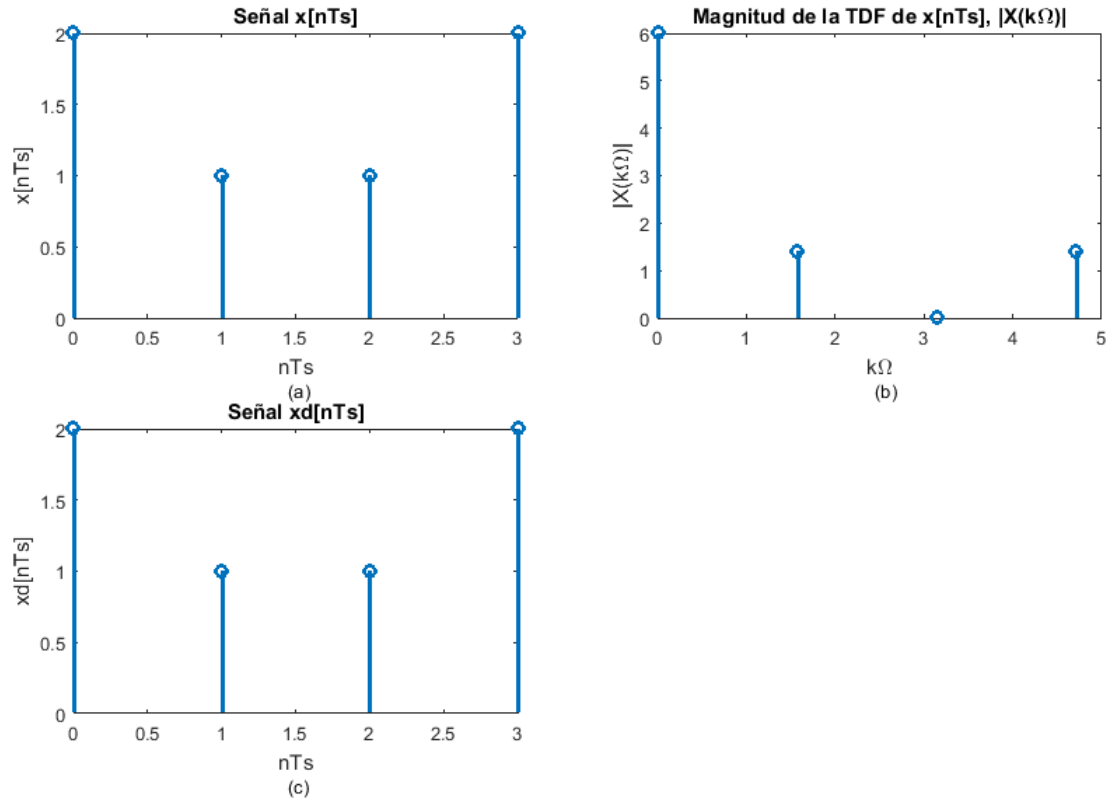 Señal x[nTs]
x[nTs]
2
1.5
1
0.5
0
0 0.5 1 1.5 2 2.5 3
nTs
(a)
Magnitud de la TDF de x[nTs], |X(kΩ)|
|X(kΩ)|
6
5
4
3
2
1
0
0 1 2 3 4 5
kΩ
(b)
Señal xd[nTs]
xd[nTs]
2
1.5
1
0.5
0
0 0.5 1 1.5 2 2.5 3
nTs
(c)